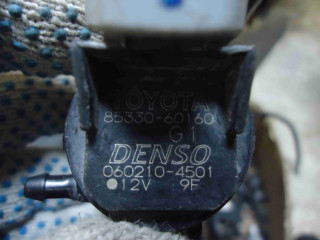 TOYOTA
85330-60160
G1
DENSO
060210-4501
12V 9F